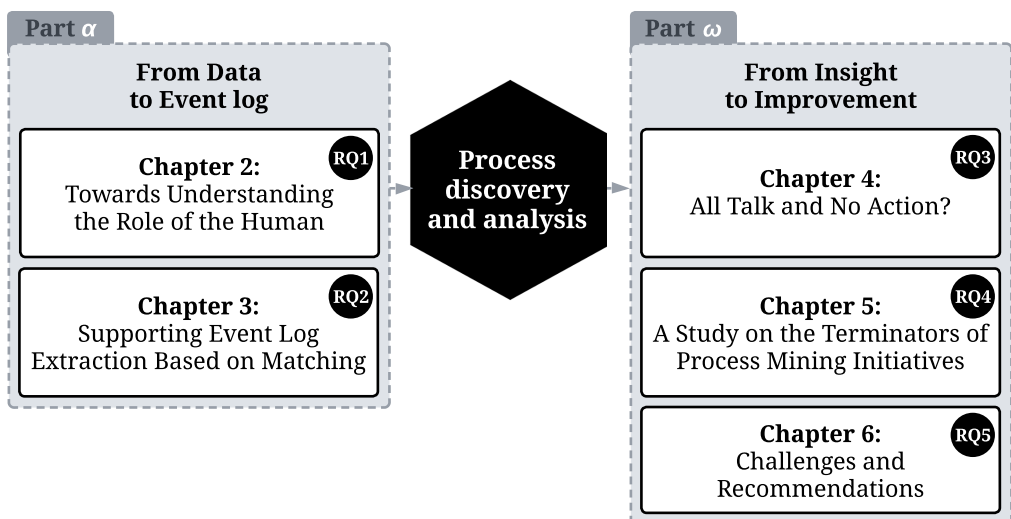 Part α
From Data
to Event log
RQ1
Chapter 2:
Towards Understanding
the Role of the Human
RQ2
Chapter 3:
Supporting Event Log
Extraction Based on Matching
Process
discovery
and analysis
Part ω
From Insight
to Improvement
RQ3
Chapter 4:
All Talk and No Action?
RQ4
Chapter 5:
A Study on the Terminators of
Process Mining Initiatives
RQ5
Chapter 6:
Challenges and
Recommendations